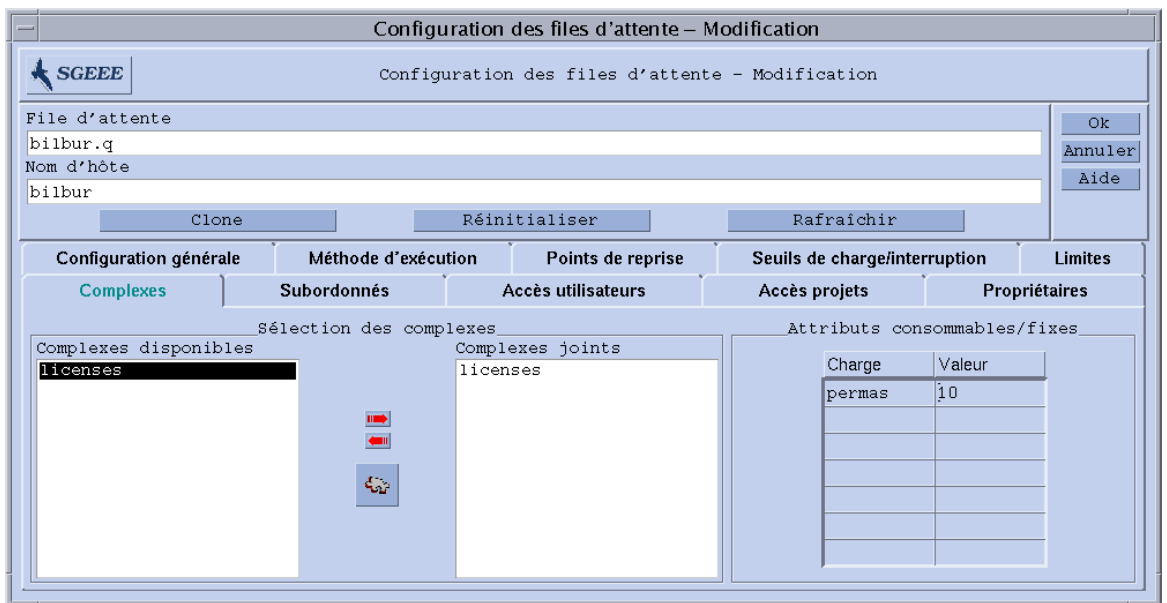 Configuration des files d'attente – Modification
SGEEE
Configuration des files d'attente - Modification
File d'attente
bilbur.q
Nom d'hôte
bilbur
Ok
Annuler
Aide
Clone Réinitialiser Rafraîchir
Configuration générale Méthode d'exécution Points de reprise Seuils de charge/interruption Limites
Complexes Subordonnés Accès utilisateurs Accès projets Propriétaires
Sélection des complexes
Complexes disponibles
licenses
Complexes joints
licenses
Attributs consommables/fixes
Charge Valeur
permas 10